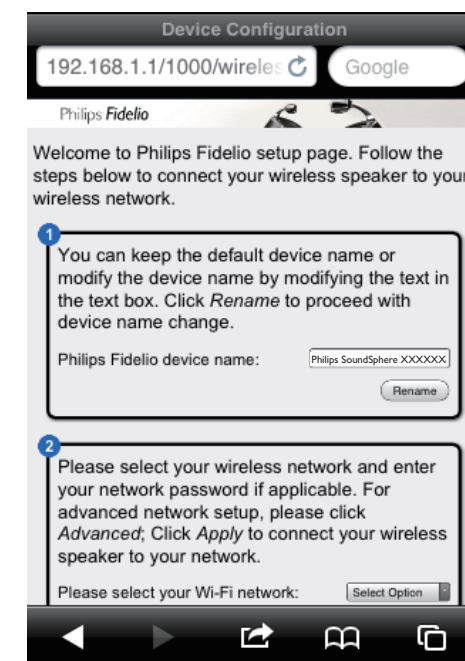 Device Configuration
192.168.1.1/1000/wireles
Google
Philips Fidelio
Welcome to Philips Fidelio setup page. Follow the
steps below to connect your wireless speaker to your
wireless network.
1
You can keep the default device name or
modify the device name by modifying the text in
the text box. Click Rename to proceed with
device name change.
Philips Fidelio device name:
Philips SoundSphere XXXXXX
Rename
2
Please select your wireless network and enter
your network password if applicable. For
advanced network setup, please click
Advanced; Click Apply to connect your wireless
speaker to your network.
Please select your Wi-Fi network:
Select Option